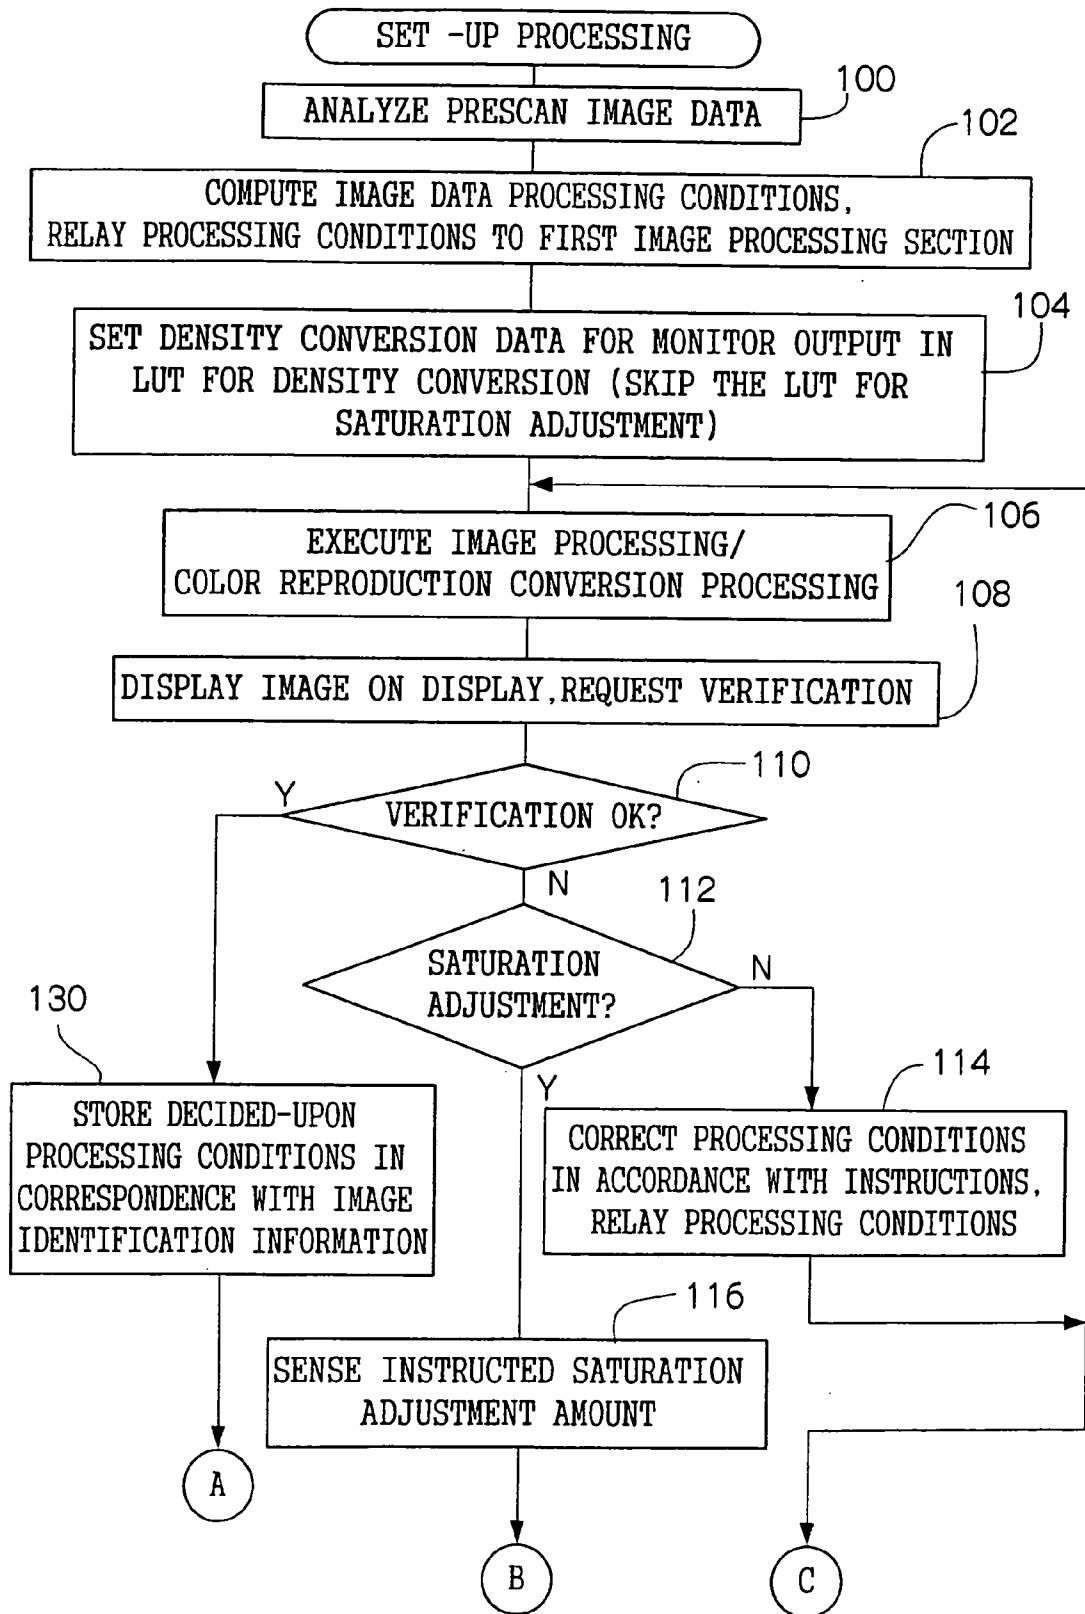 SET -UP PROCESSING
100
ANALYZE PRESCAN IMAGE DATA
102
COMPUTE IMAGE DATA PROCESSING CONDITIONS,
RELAY PROCESSING CONDITIONS TO FIRST IMAGE PROCESSING SECTION
104
SET DENSITY CONVERSION DATA FOR MONITOR OUTPUT IN
LUT FOR DENSITY CONVERSION (SKIP THE LUT FOR
SATURATION ADJUSTMENT)
106
EXECUTE IMAGE PROCESSING/
COLOR REPRODUCTION CONVERSION PROCESSING
108
DISPLAY IMAGE ON DISPLAY,REQUEST VERIFICATION
110
Y
VERIFICATION OK?
N
112
SATURATION
ADJUSTMENT?
N
Y
130
STORE DECIDED-UPON
PROCESSING CONDITIONS IN
CORRESPONDENCE WITH IMAGE
IDENTIFICATION INFORMATION
114
CORRECT PROCESSING CONDITIONS
IN ACCORDANCE WITH INSTRUCTIONS,
RELAY PROCESSING CONDITIONS
116
SENSE INSTRUCTED SATURATION
ADJUSTMENT AMOUNT
A
B
C